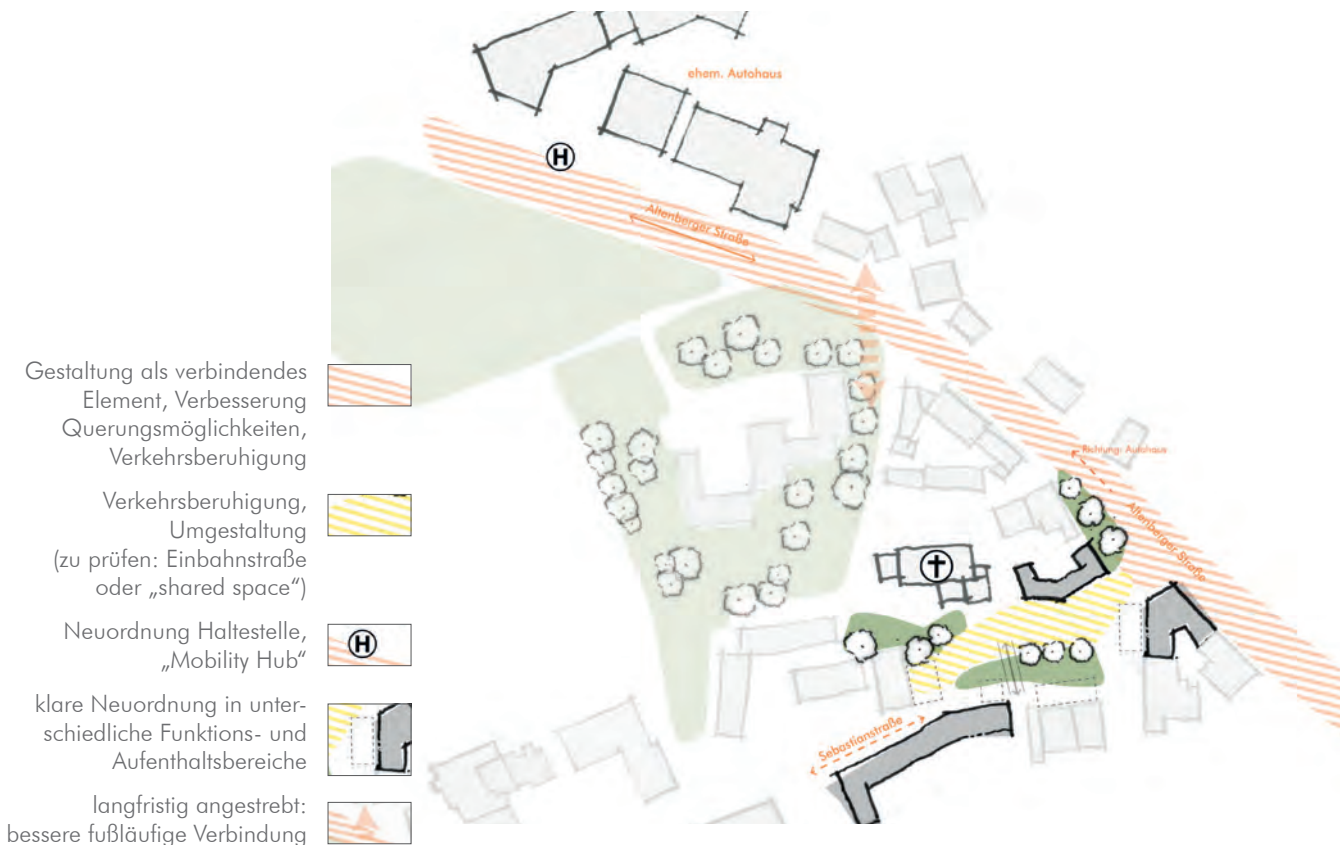 ehem. Autohaus
H
Altenberger Straße
Gestaltung als verbindendes
Element, Verbesserung
Querungsmöglichkeiten,
Verkehrsberuhigung
Richtung: Autohaus
Altenberger Straße
Verkehrsberuhigung,
Umgestaltung
(zu prüfen: Einbahnstraße
oder „shared space“)
Neuordnung Haltestelle,
„Mobility Hub“
H
klare Neuordnung in unter-
schiedliche Funktions- und
Aufenthaltsbereiche
Sebastianstraße
langfristig angestrebt:
bessere fußläufige Verbindung